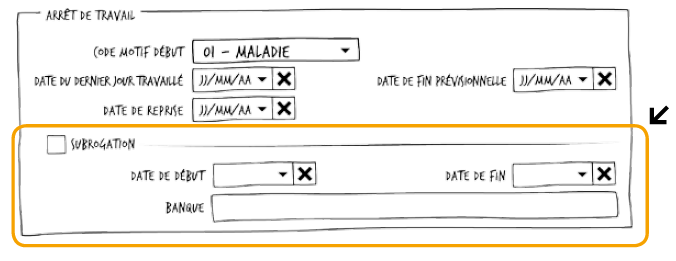 ARRÊT DE TRAVAIL
CODE MOTIF DÉBUT 01 - MALADIE
DATE DU DERNIER JOUR TRAVAILLÉ JJ/MM/AA DATE DE FIN PRÉVISIONNELLE JJ/MM/AA
DATE DE REPRISE JJ/MM/AA
SUBROGATION
DATE DE DÉBUT DATE DE FIN
BANQUE